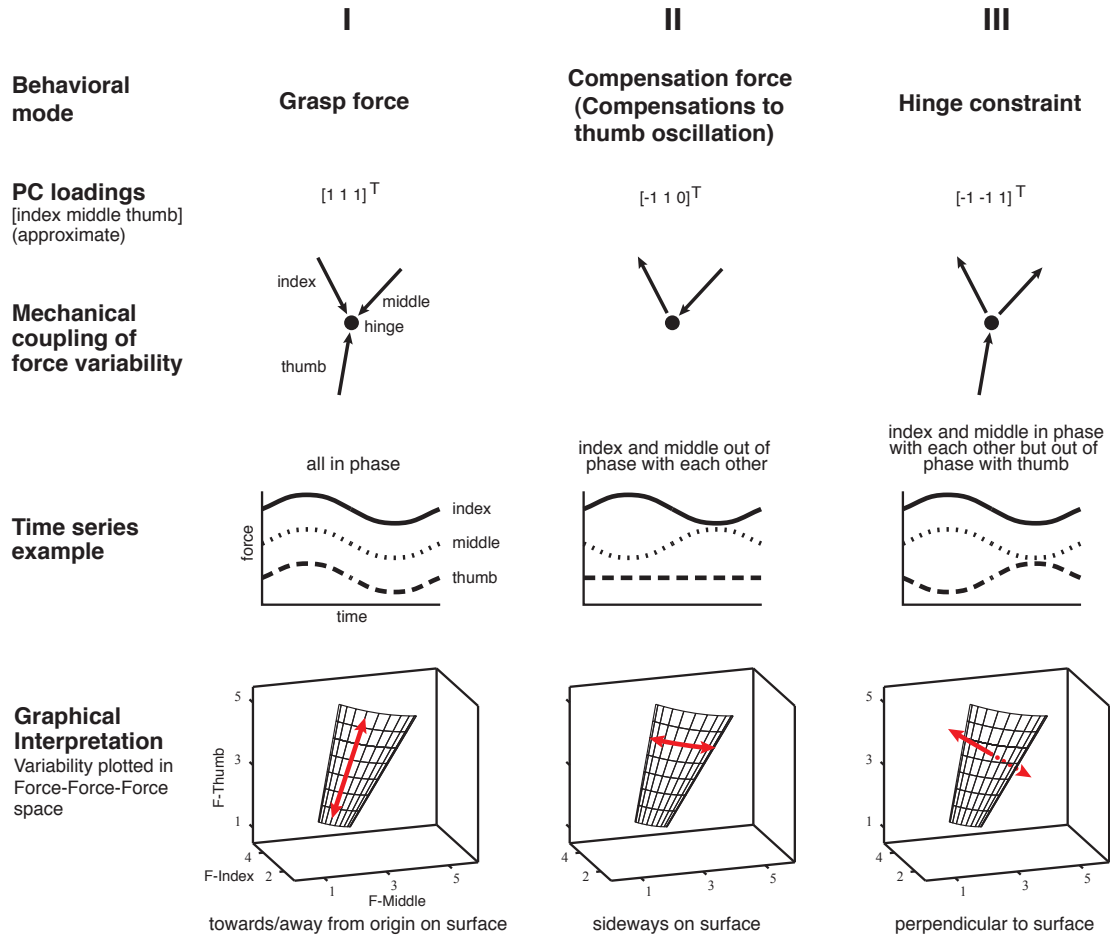 I
II
III
Behavioral
mode
Grasp force
Compensation force
(Compensations to
thumb oscillation)
Hinge constraint
PC loadings
[index middle thumb]
(approximate)
[1 1 1] T
[-1 1 0] T
[-1 -1 1] T
Mechanical
coupling of
force variability
index
middle
hinge
thumb
Time series
example
all in phase
index and middle out of
phase with each other
index and middle in phase
with each other but out of
phase with thumb
force
index
middle
thumb
time
Graphical
Interpretation
Variability plotted in
Force-Force-Force
space
F-Thumb
5
3
1
4
2
F-Index
1
3
5
F-Middle
5
3
1
4
2
1
3
5
5
3
1
4
2
1
3
5
towards/away from origin on surface
sideways on surface
perpendicular to surface